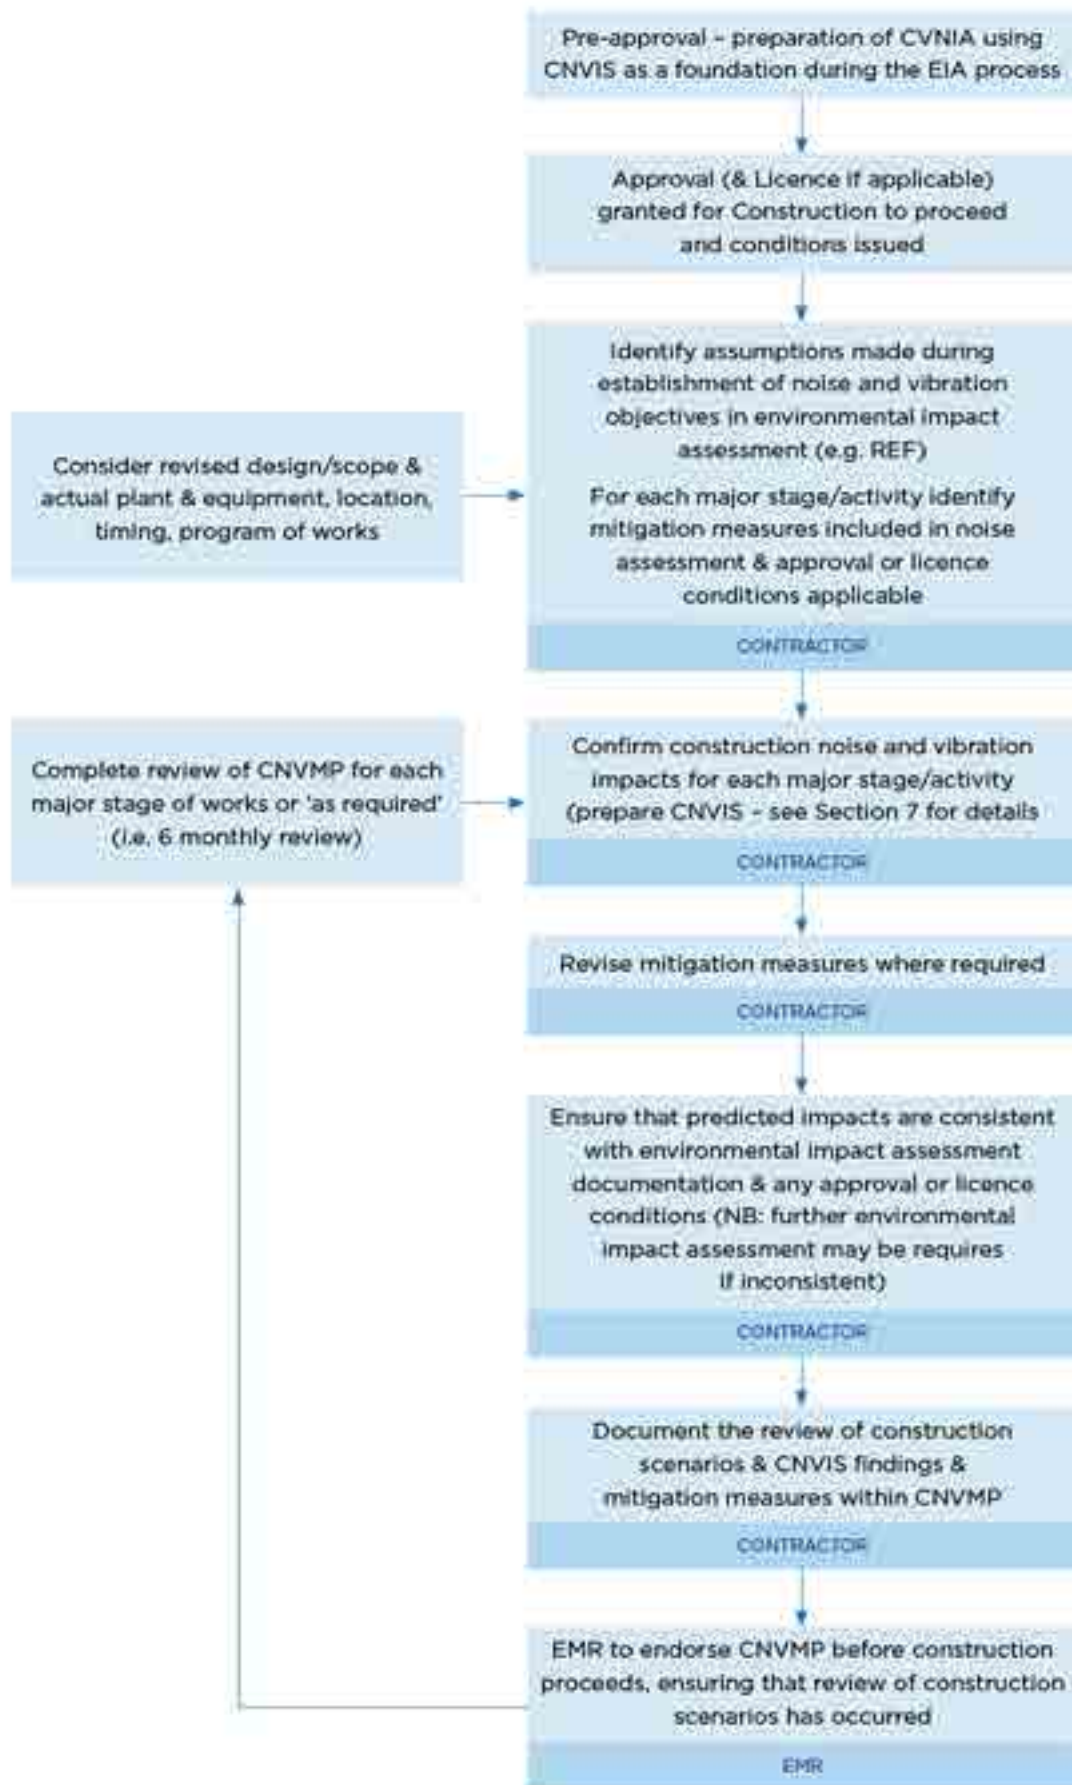 Pre-approval – preparation of CVNIA using
CNVIS as a foundation during the EIA process
Approval (& Licence if applicable)
granted for Construction to proceed
and conditions issued
Identify assumptions made during
establishment of noise and vibration
objectives in environmental impact
assessment (e.g. REF)
For each major stage/activity identify
mitigation measures included in noise
assessment & approval or licence
conditions applicable
CONTRACTOR
Consider revised design/scope &
actual plant & equipment, location,
timing, program of works
Confirm construction noise and vibration
impacts for each major stage/activity
(prepare CNVIS – see Section 7 for details
CONTRACTOR
Complete review of CNVMP for each
major stage of works or 'as required'
(i.e. 6 monthly review)
Revise mitigation measures where required
CONTRACTOR
Ensure that predicted impacts are consistent
with environmental impact assessment
documentation & any approval or licence
conditions (NB: further environmental
impact assessment may be requires
if inconsistent)
CONTRACTOR
Document the review of construction
scenarios & CNVIS findings &
mitigation measures within CNVMP
CONTRACTOR
EMR to endorse CNVMP before construction
proceeds, ensuring that review of construction
scenarios has occurred
EMR